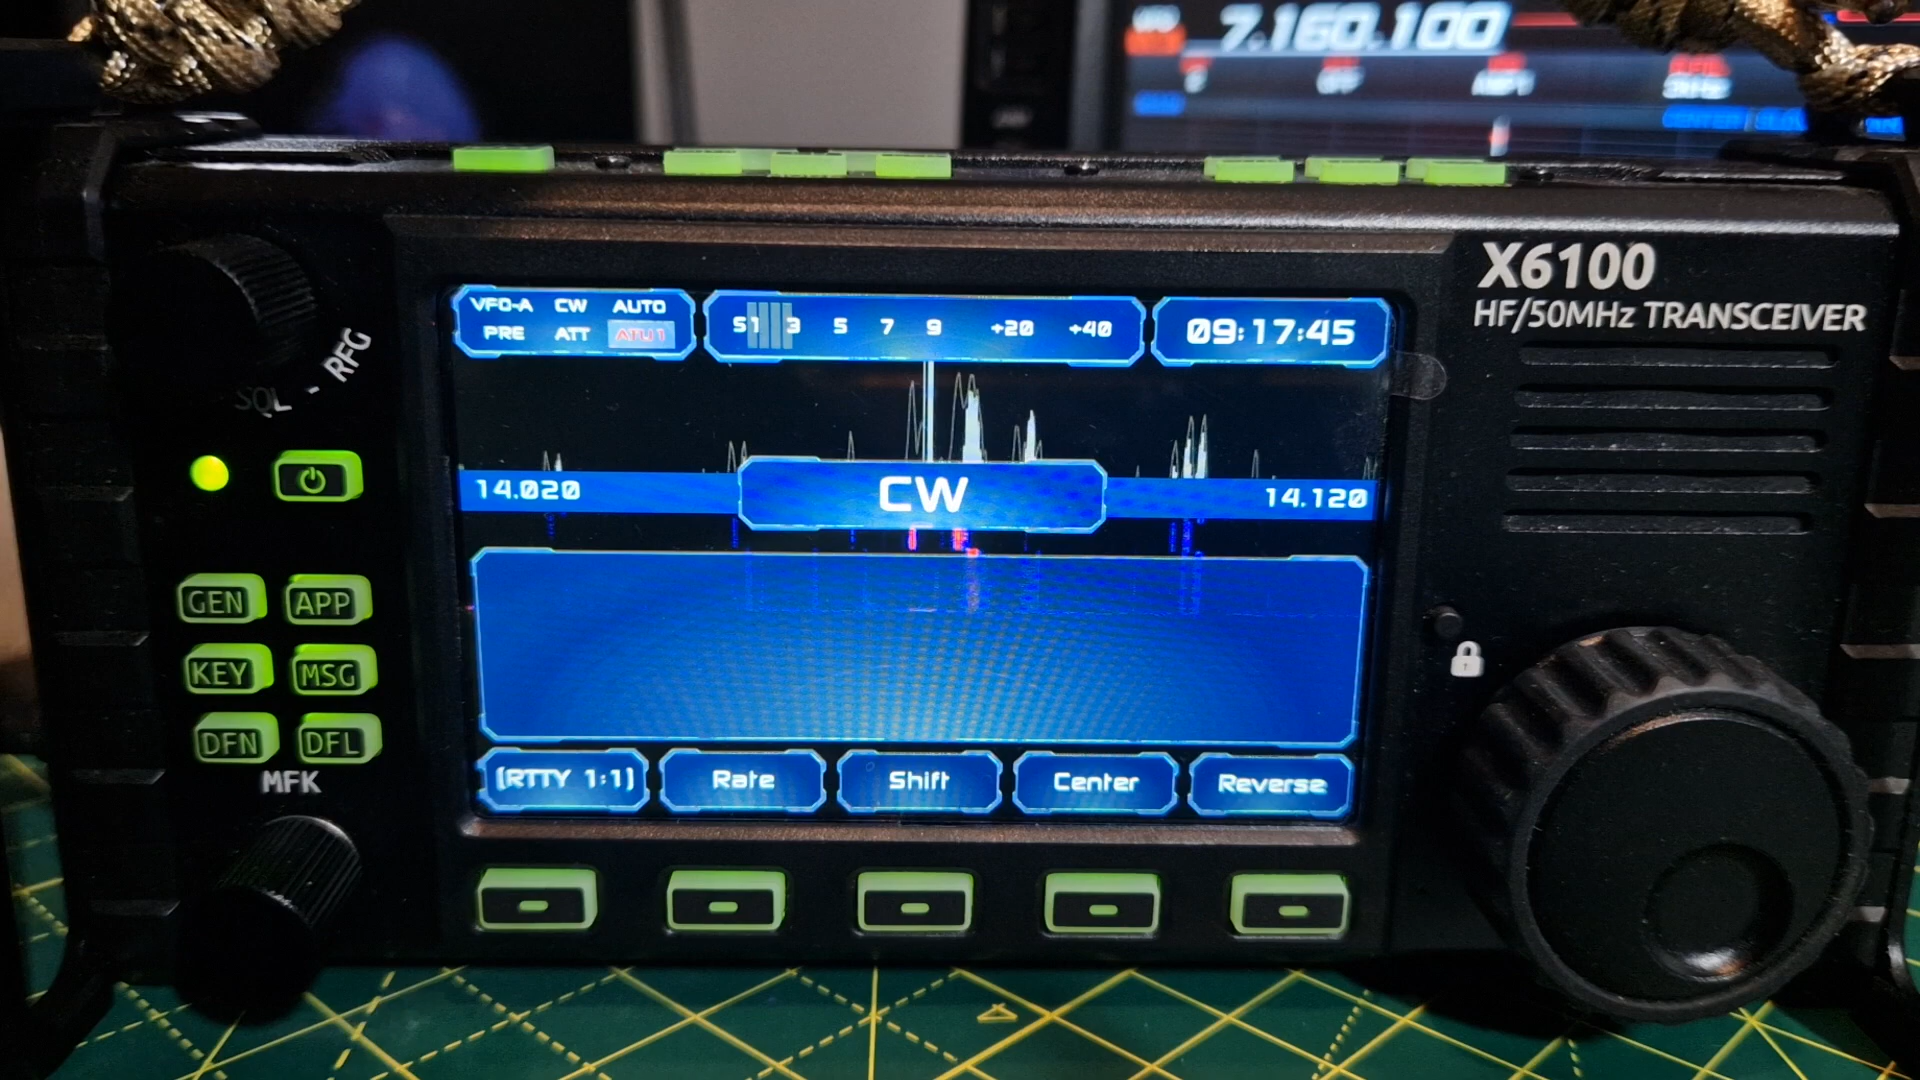 7.160.100
X6100
HF/50MHz TRANSCEIVER
VFO-A CW AUTO
PRE ATT ATU1
S1 3 5 7 9 +20 +40
09:17:45
SQL - RFG
14.020
CW
14.120
GEN APP
KEY MSG
DFN DFL
MFK
(RTTY 1:1) Rate Shift Center Reverse